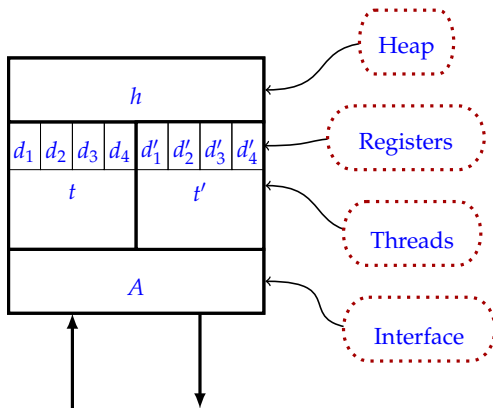 Heap
h
Registers
d₁ d₂ d₃ d₄ d′₁ d′₂ d′₃ d′₄
t t′
Threads
A
Interface